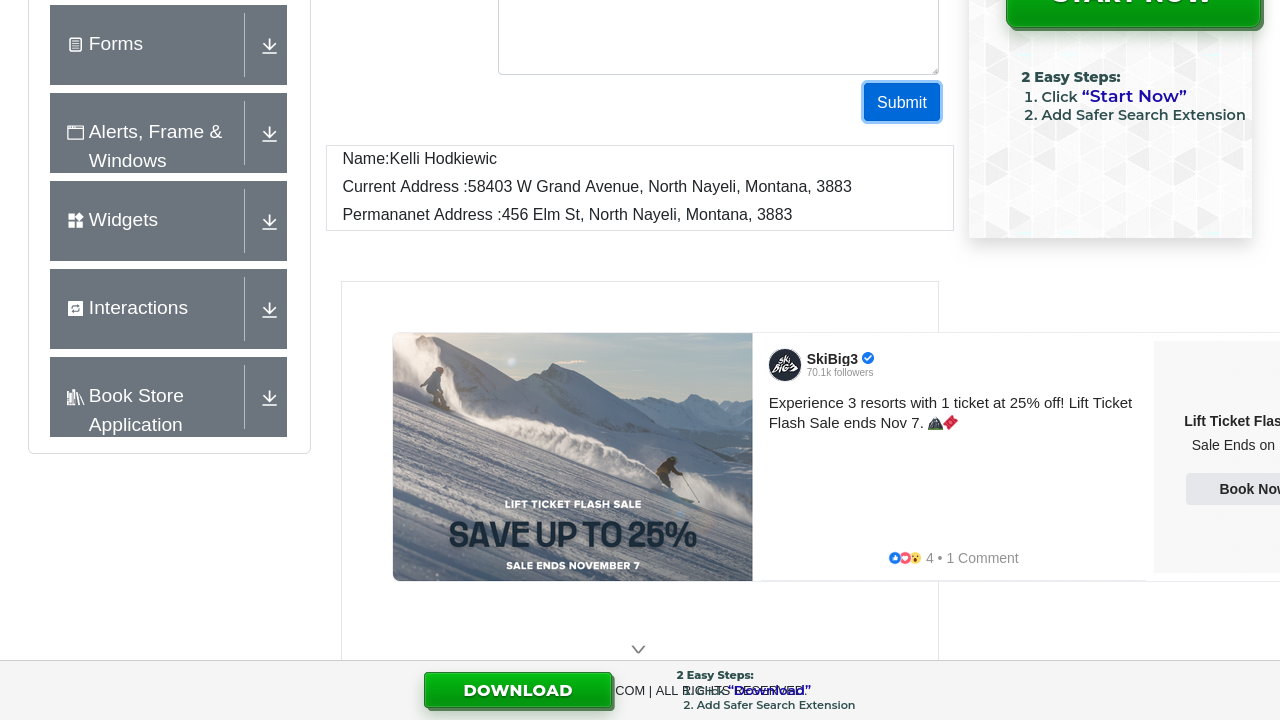 Forms
Alerts, Frame &
Windows
Widgets
Interactions
Book Store
Application
Submit
Name:Kelli Hodkiewic
Current Address :58403 W Grand Avenue, North Nayeli, Montana, 3883
Permananet Address :456 Elm St, North Nayeli, Montana, 3883
START NOW
2 Easy Steps:
1. Click “Start Now”
2. Add Safer Search Extension
LIFT TICKET FLASH SALE
SAVE UP TO 25%
SALE ENDS NOVEMBER 7
SkiBig3
70.1k followers
Experience 3 resorts with 1 ticket at 25% off! Lift Ticket
Flash Sale ends Nov 7.
4 • 1 Comment
Lift Ticket Flas
Sale Ends on
Book Now
DOWNLOAD
COM | ALL RIGHTS RESERVED.
2 Easy Steps:
1. Click “Download”
2. Add Safer Search Extension